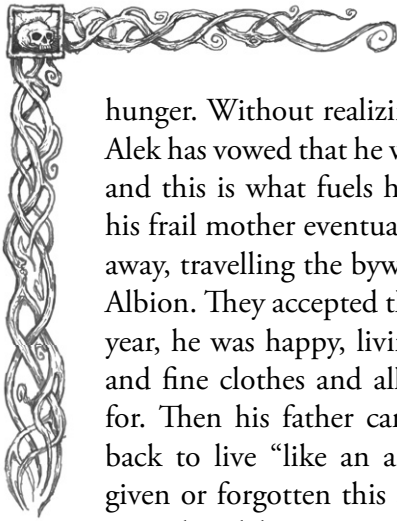 hunger. Without realizi
Alek has vowed that he
and this is what fuels
his frail mother eventua
away, travelling the byw
Albion. They accepted
year, he was happy, livi
and fine clothes and all
for. Then his father
back to live “like an a
given or forgotten this